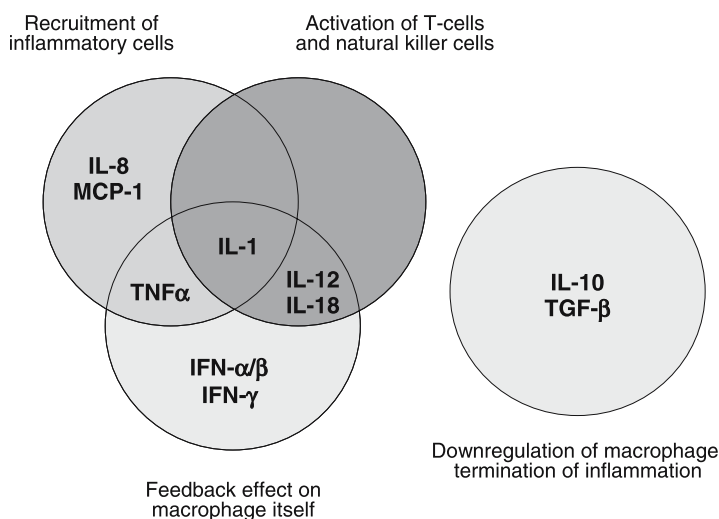 Recruitment of
inflammatory cells
Activation of T-cells
and natural killer cells
IL-8
MCP-1
IL-1
TNFα
IL-12
IL-18
IFN-α/β
IFN-γ
IL-10
TGF-β
Feedback effect on
macrophage itself
Downregulation of macrophage
termination of inflammation